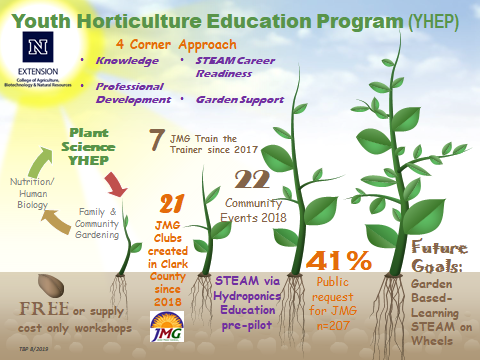 Youth Horticulture Education Program (YHEP)
N
EXTENSION
College of Agriculture,
Biotechnology & Natural Resources
4 Corner Approach
• Knowledge
• Professional
Development
• STEAM Career
Readiness
• Garden Support
Plant
Science
YHEP
Nutrition/
Human
Biology
Family &
Community
Gardening
7 JMG Train the
Trainer since 2017
21
JMG
Clubs
created
in Clark
County
since
2018
JMG
22
Community
Events 2018
STEAM via
Hydroponics
Education
pre-pilot
41%
Public
request
for JMG
n=207
Future
Goals:
Garden
Based-
Learning
STEAM on
Wheels
FREE or supply
cost only workshops
TBP 8/2019